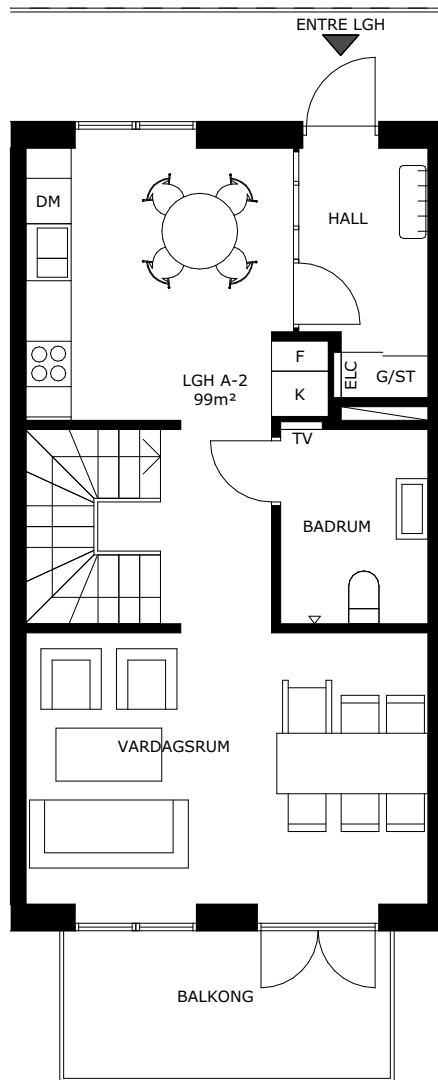 ENTRE LGH
DM
HALL
F
ELC
LGH A-2
99m²
G/ST
K
TV
BADRUM
VARDAGSRUM
BALKONG